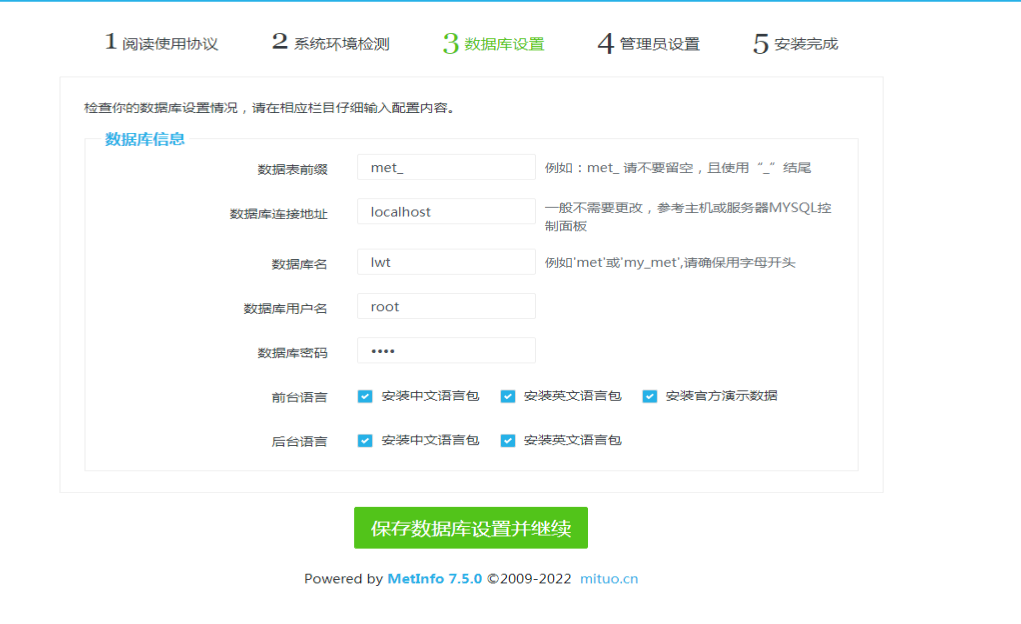 1 阅读使用协议 2 系统环境检测 3 数据库设置 4 管理员设置 5 安装完成
检查你的数据库设置情况，请在相应栏目仔细输入配置内容。
数据库信息
数据表前缀 met_ 例如：met_ 请不要留空，且使用“_”结尾
数据库连接地址 localhost 一般不需要更改，参考主机或服务器MYSQL控
制面板
数据库名 lwt 例如'met'或'my_met',请确保用字母开头
数据库用户名 root
数据库密码 ••••
前台语言 安装中文语言包 安装英文语言包 安装官方演示数据
后台语言 安装中文语言包 安装英文语言包
保存数据库设置并继续
Powered by MetInfo 7.5.0 ©2009-2022 mituo.cn